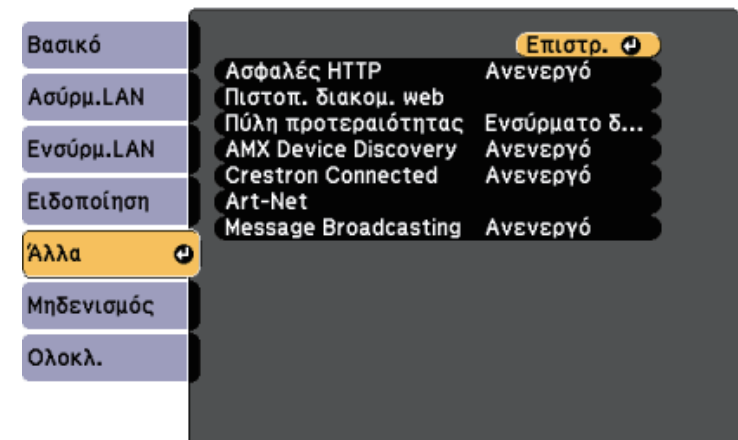 Βασικό
Ασύρμ.LAN
Ενσύρμ.LAN
Ειδοποίηση
Άλλα
Μηδενισμός
Ολοκλ.
Επιστρ.
Ασφαλές HTTP Ανενεργό
Πιστοπ. διακομ. web
Πύλη προτεραιότητας Ενσύρματο δ...
AMX Device Discovery Ανενεργό
Crestron Connected Ανενεργό
Art-Net
Message Broadcasting Ανενεργό